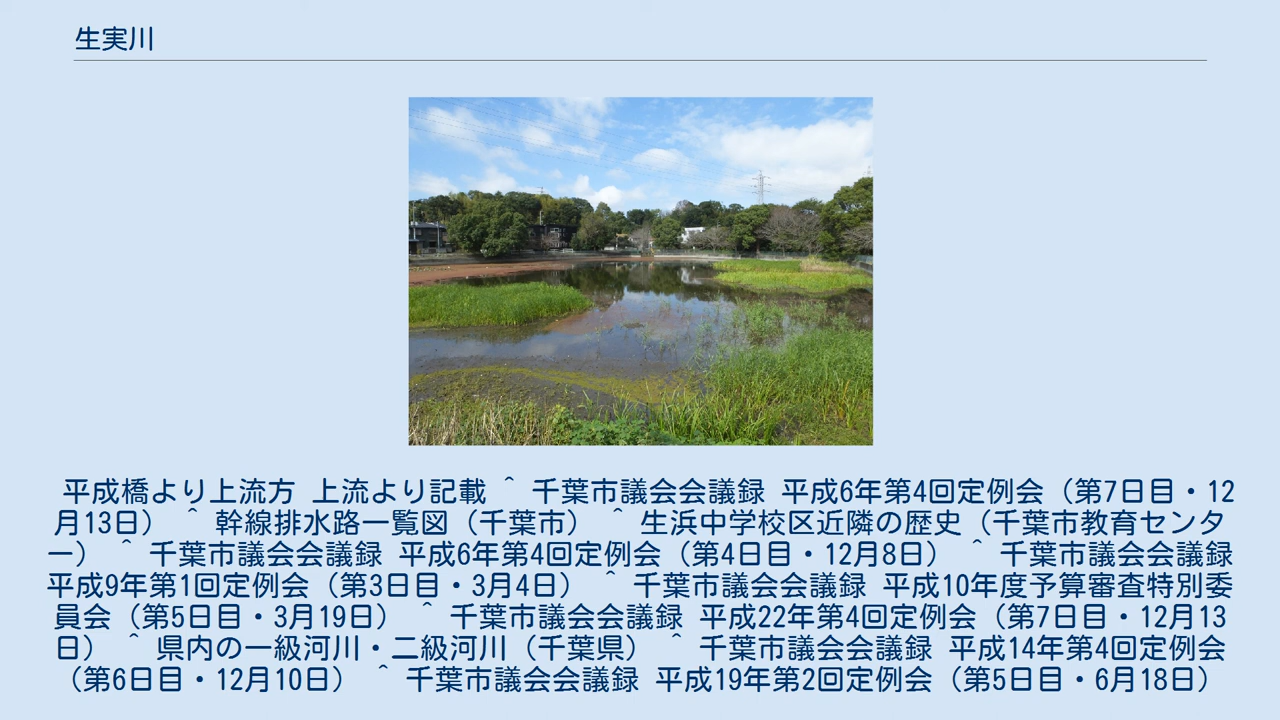 生実川
平成橋より上流方 上流より記載 ^ 千葉市議会会議録 平成6年第4回定例会（第7日目・12
月13日） ^ 幹線排水路一覧図（千葉市） ^ 生浜中学校区近隣の歴史（千葉市教育センタ
ー） ^ 千葉市議会会議録 平成6年第4回定例会（第4日目・12月8日） ^ 千葉市議会会議録
平成9年第1回定例会（第3日目・3月4日） ^ 千葉市議会会議録 平成10年度予算審査特別委
員会（第5日目・3月19日） ^ 千葉市議会会議録 平成22年第4回定例会（第7日目・12月13
日） ^ 県内の一級河川・二級河川（千葉県） ^ 千葉市議会会議録 平成14年第4回定例会
（第6日目・12月10日） ^ 千葉市議会会議録 平成19年第2回定例会（第5日目・6月18日）